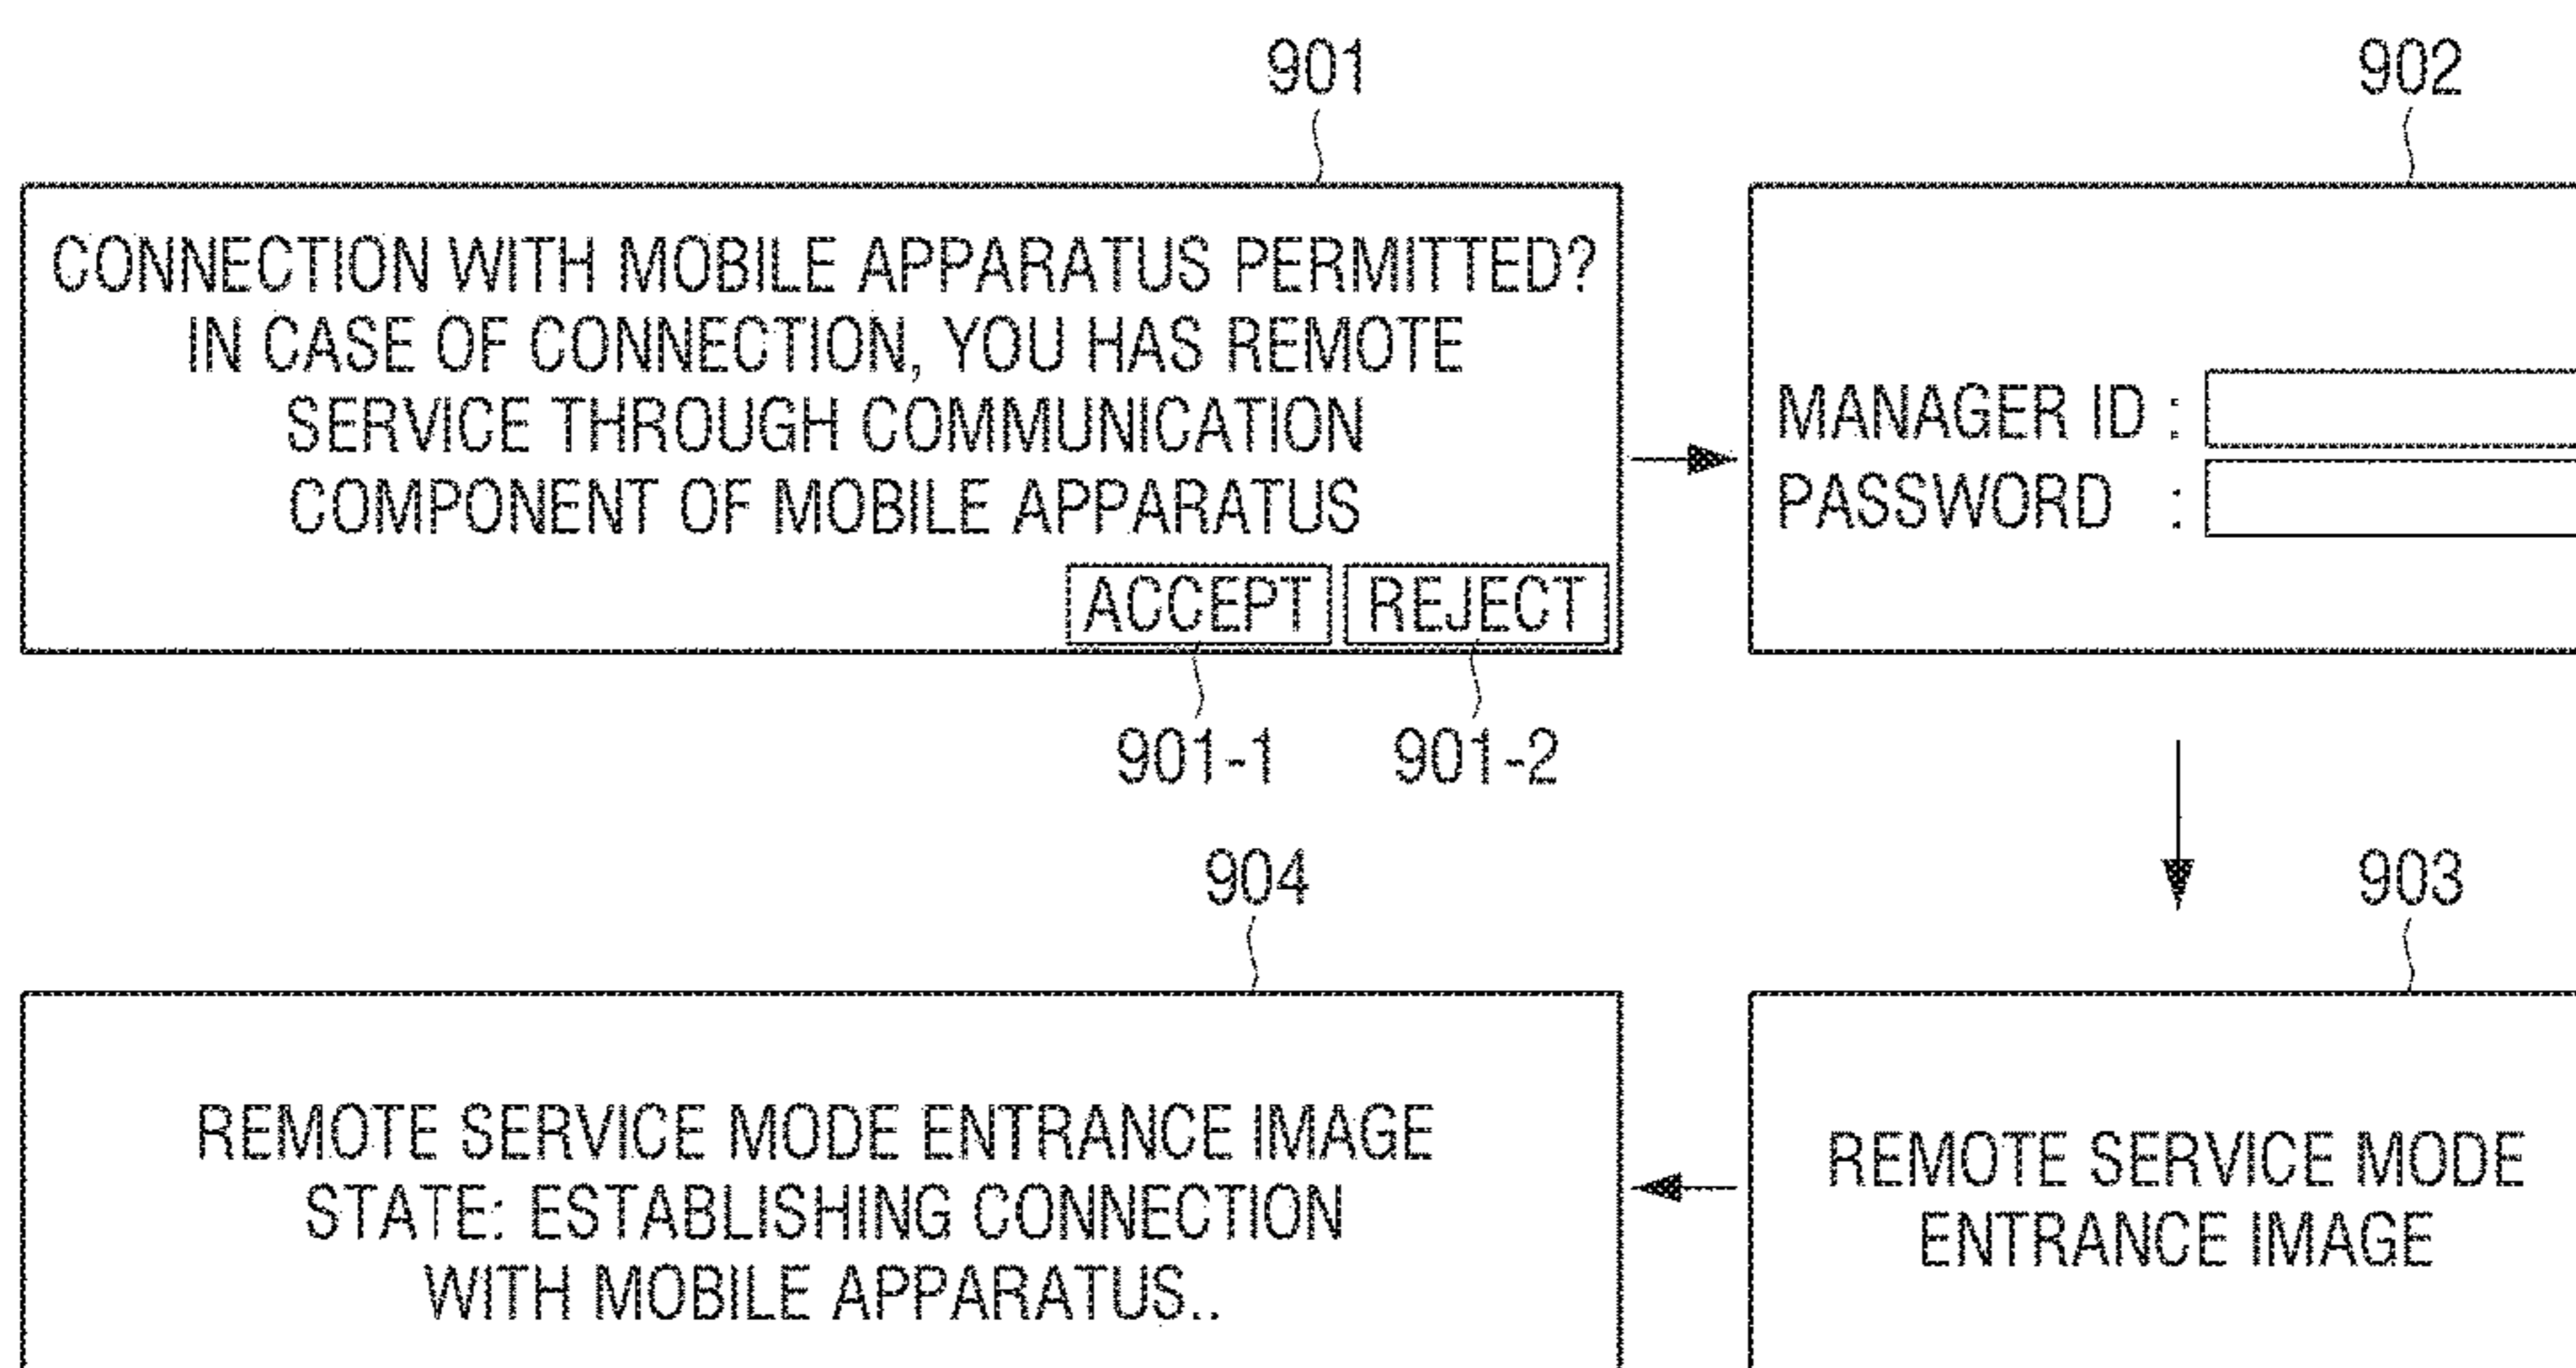 901
CONNECTION WITH MOBILE APPARATUS PERMITTED?
IN CASE OF CONNECTION, YOU HAS REMOTE
SERVICE THROUGH COMMUNICATION
COMPONENT OF MOBILE APPARATUS
ACCEPT REJECT
901-1 901-2
902
MANAGER ID :
PASSWORD :
903
REMOTE SERVICE MODE
ENTRANCE IMAGE
904
REMOTE SERVICE MODE ENTRANCE IMAGE
STATE: ESTABLISHING CONNECTION
WITH MOBILE APPARATUS..